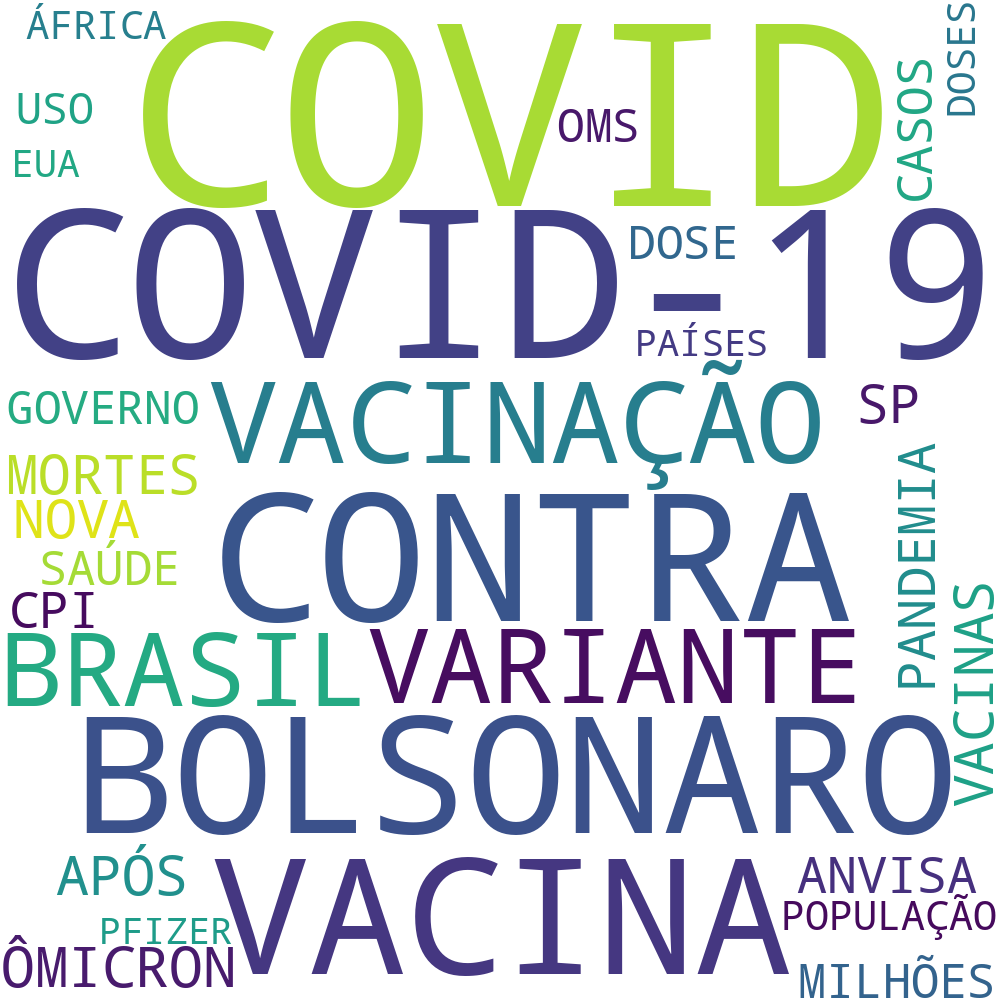 ÁFRICA
COVID
DOSES
USO
OMS
CASOS
EUA
COVID-19
DOSE
PAÍSES
GOVERNO
VACINAÇÃO
SP
MORTES
PANDEMIA
NOVA
CONTRA
SAÚDE
CPI
VACINAS
BRASIL
VARIANTE
BOLSONARO
APÓS
VACINA
ANVISA
PFIZER
POPULAÇÃO
ÔMICRON
MILHÕES